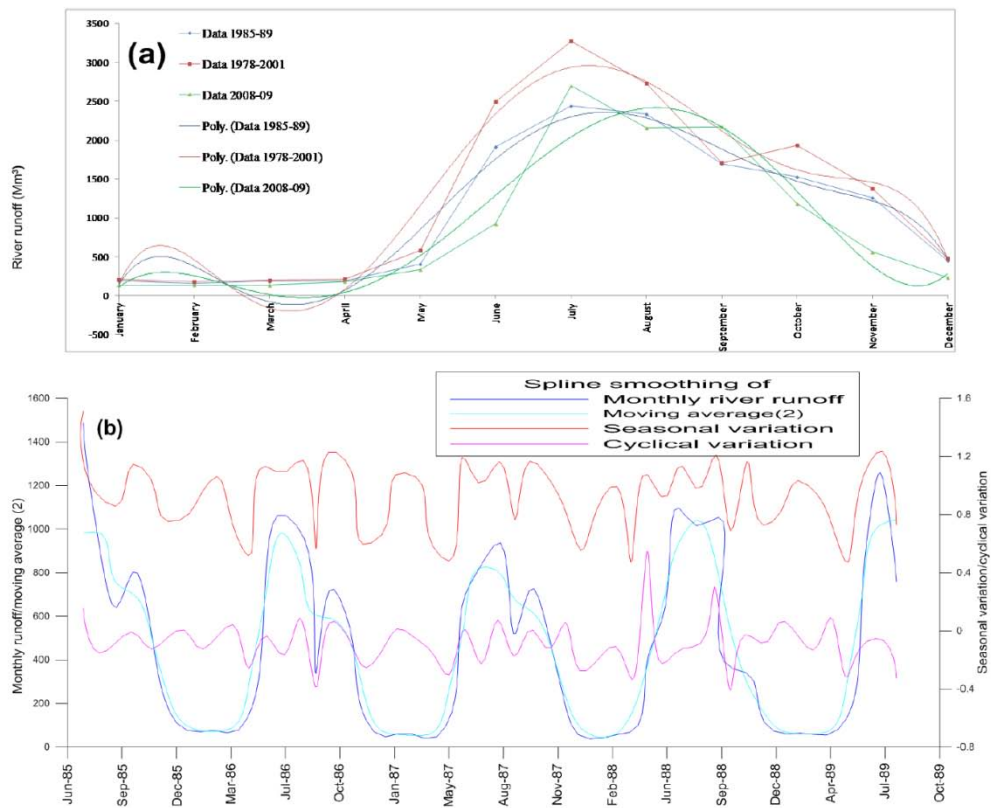 (a)
3500
3000
2500
2000
1500
1000
500
0
-500
River runoff (Mm³)
Data 1985-89
Data 1978-2001
Data 2008-09
Poly. (Data 1985-89)
Poly. (Data 1978-2001)
Poly. (Data 2008-09)
January
February
March
April
May
June
July
August
September
October
November
December
(b)
Spline smoothing of
Monthly river runoff
Moving average(2)
Seasonal variation
Cyclical variation
1600
1400
1200
1000
800
600
400
200
0
Monthly runoff/moving average (2)
1.6
1.2
0.8
0.4
0
-0.4
-0.8
Seasonal variation/cyclical variation
Jun-85
Sep-85
Dec-85
Mar-86
Jul-86
Oct-86
Jan-87
May-87
Aug-87
Nov-87
Feb-88
Jun-88
Sep-88
Dec-88
Apr-89
Jul-89
Oct-89